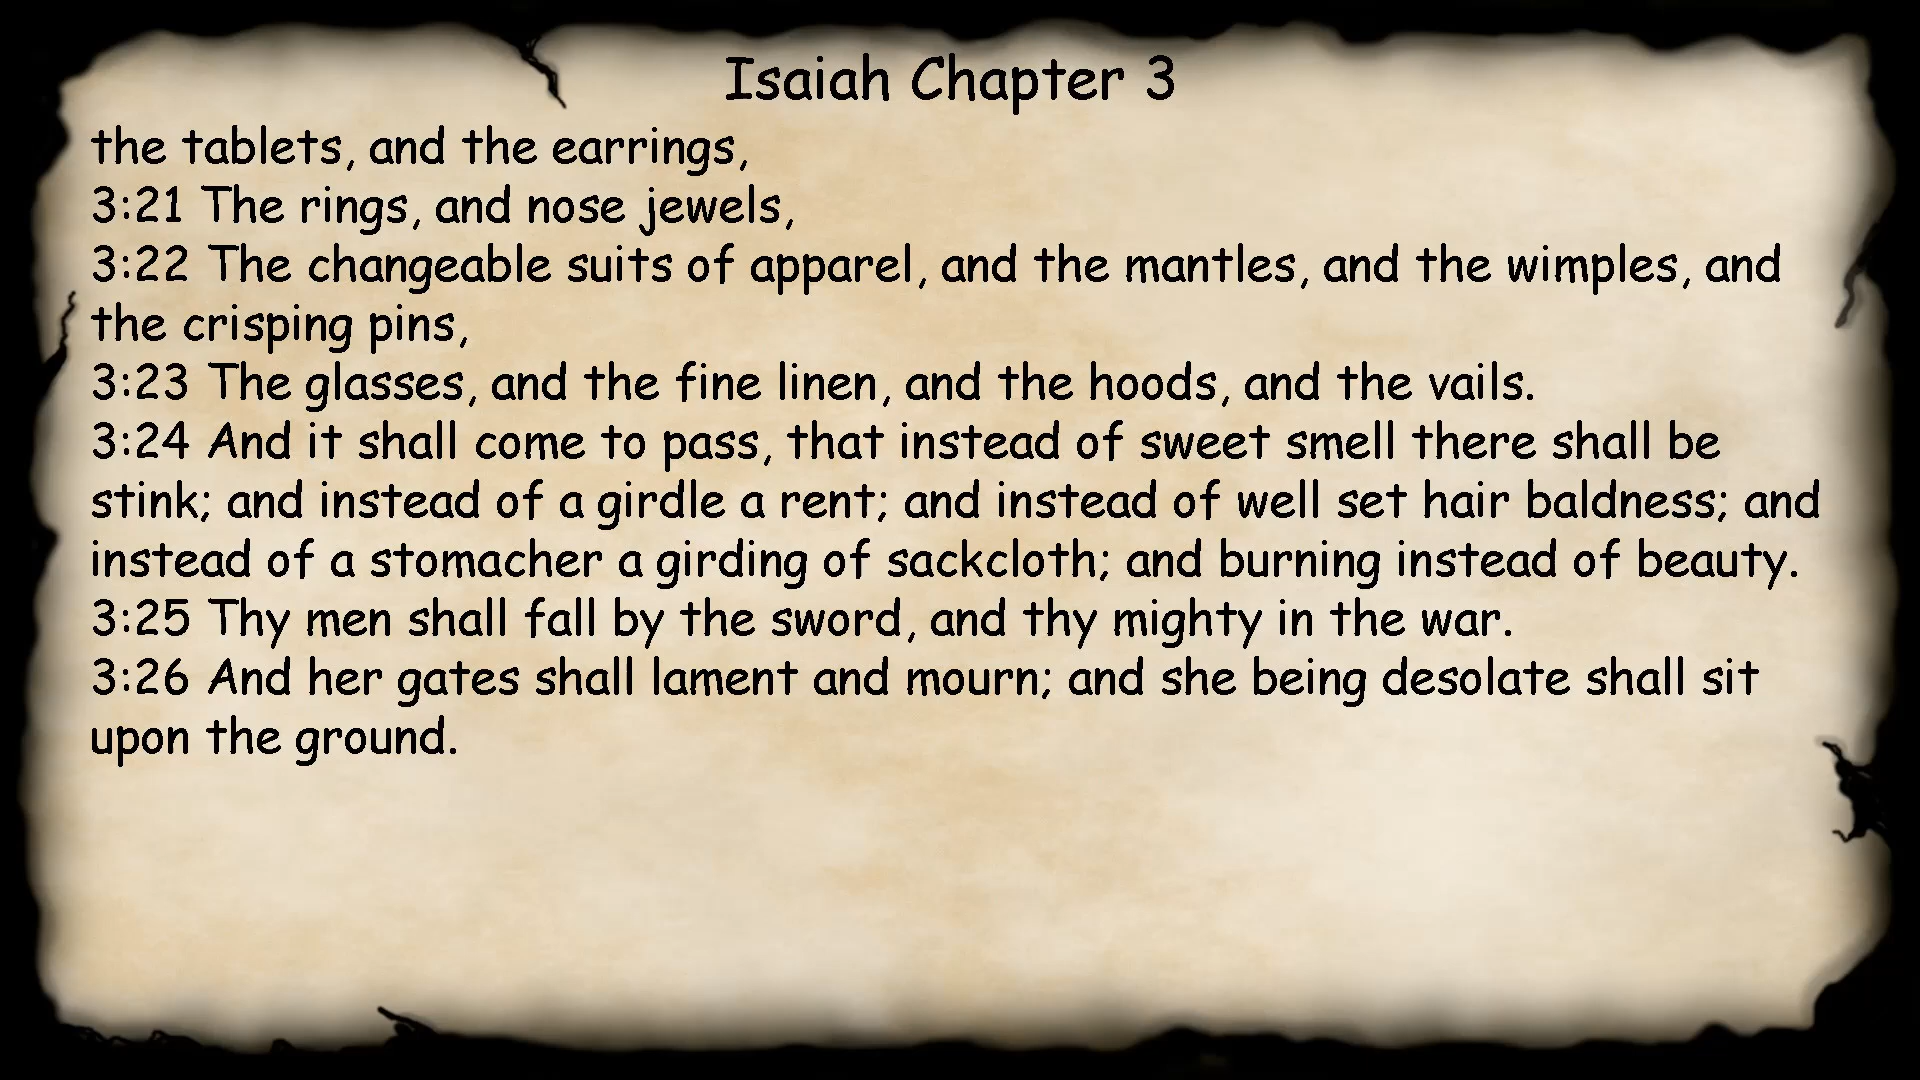 Isaiah Chapter 3
the tablets, and the earrings,
3:21 The rings, and nose jewels,
3:22 The changeable suits of apparel, and the mantles, and the wimples, and
the crisping pins,
3:23 The glasses, and the fine linen, and the hoods, and the vails.
3:24 And it shall come to pass, that instead of sweet smell there shall be
stink; and instead of a girdle a rent; and instead of well set hair baldness; and
instead of a stomacher a girding of sackcloth; and burning instead of beauty.
3:25 Thy men shall fall by the sword, and thy mighty in the war.
3:26 And her gates shall lament and mourn; and she being desolate shall sit
upon the ground.